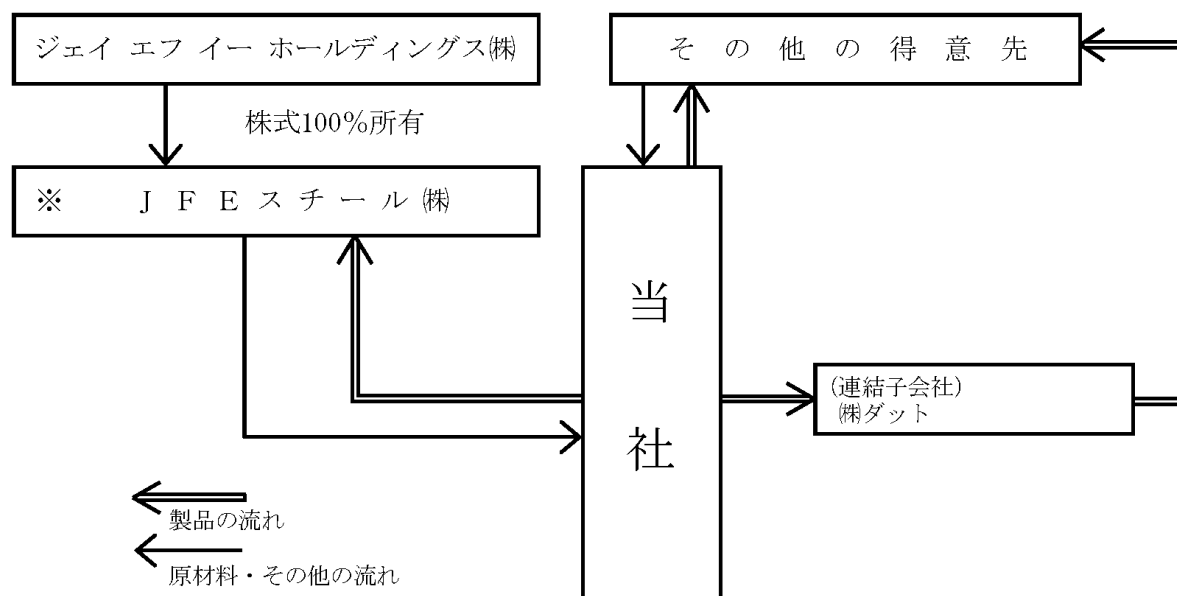 ジェイ エフ イー ホールディングス㈱
そ の 他 の 得 意 先
株式100%所有
※ J F E ス チ ー ル ㈱
当
社
(連結子会社)
㈱ダット
製品の流れ
原材料・その他の流れ